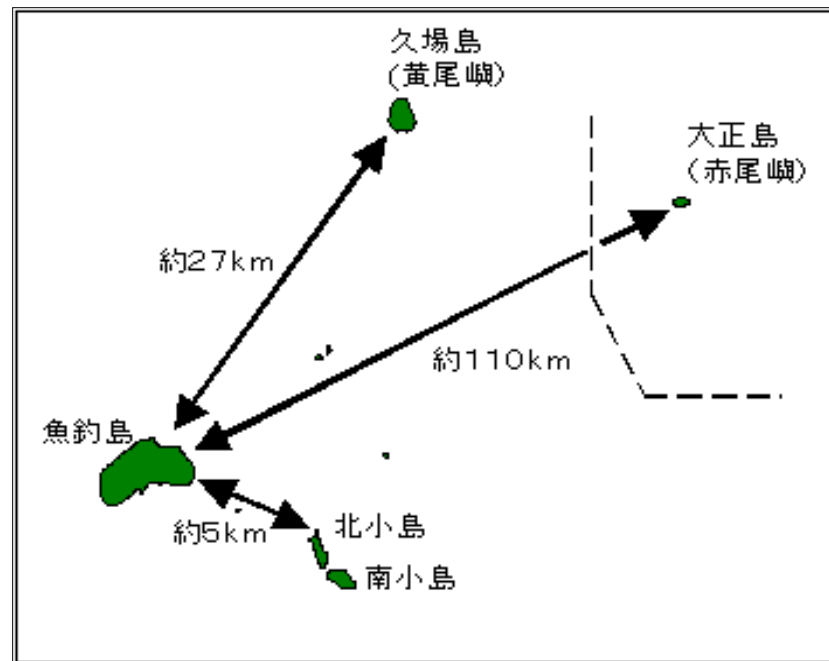 久場島
(黄尾嶼)
大正島
(赤尾嶼)
約27km
約110km
魚釣島
約5km
北小島
南小島